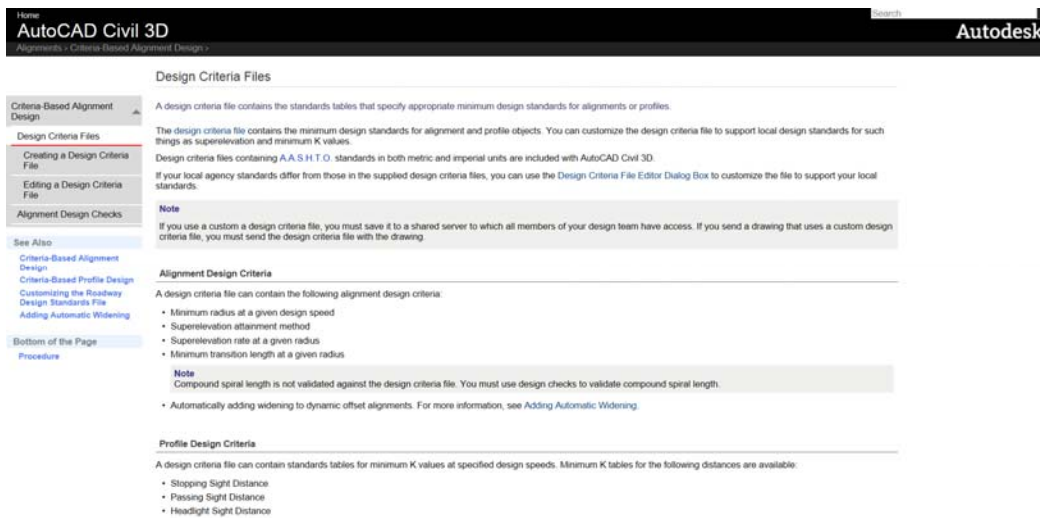 Home
Search
AutoCAD Civil 3D
Autodesk
Alignments > Criteria-Based Alignment Design >
Design Criteria Files
Criteria-Based Alignment
Design
Design Criteria Files
Creating a Design Criteria
File
Editing a Design Criteria
File
Alignment Design Checks
See Also
Criteria-Based Alignment
Design
Criteria-Based Profile Design
Customizing the Roadway
Design Standards File
Adding Automatic Widening
Bottom of the Page
Procedure
A design criteria file contains the standards tables that specify appropriate minimum design standards for alignments or profiles.
The design criteria file contains the minimum design standards for alignment and profile objects. You can customize the design criteria file to support local design standards for such
things as superelevation and minimum K values.
Design criteria files containing A.A.S.H.T.O. standards in both metric and imperial units are included with AutoCAD Civil 3D.
If your local agency standards differ from those in the supplied design criteria files, you can use the Design Criteria File Editor Dialog Box to customize the file to support your local
standards.
Note
If you use a custom a design criteria file, you must save it to a shared server to which all members of your design team have access. If you send a drawing that uses a custom design
criteria file, you must send the design criteria file with the drawing.
Alignment Design Criteria
A design criteria file can contain the following alignment design criteria:
• Minimum radius at a given design speed
• Superelevation attainment method
• Superelevation rate at a given radius
• Minimum transition length at a given radius
Note
Compound spiral length is not validated against the design criteria file. You must use design checks to validate compound spiral length.
• Automatically adding widening to dynamic offset alignments. For more information, see Adding Automatic Widening.
Profile Design Criteria
A design criteria file can contain standards tables for minimum K values at specified design speeds. Minimum K tables for the following distances are available:
• Stopping Sight Distance
• Passing Sight Distance
• Headlight Sight Distance